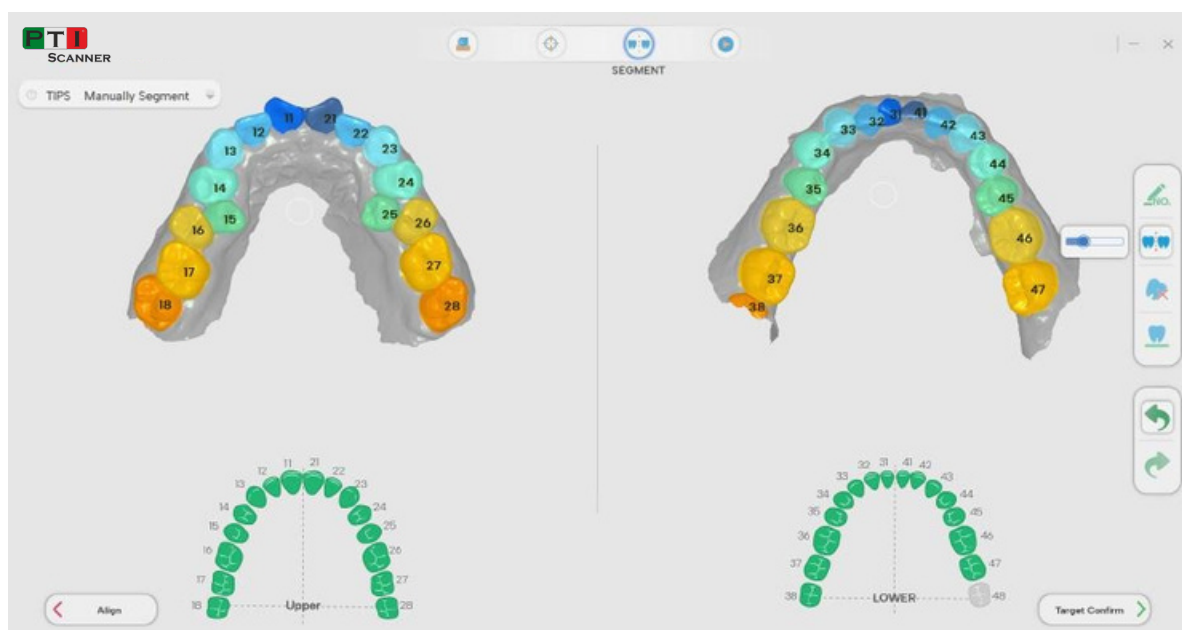 PTI
SCANNER
SEGMENT
TIPS Manually Segment
11 21
12 22
13 23
14 24
15 25
16 26
17 27
18 28
31 41
32 42
33 43
34 44
35 45
36 46
37 47
38
NO.
11 21
12 22
13 23
14 24
15 25
16 26
17 27
18 Upper 28
32 31 41 42
33 43
34 44
35 45
36 46
37 47
38 LOWER 48
Align
Target Confirm